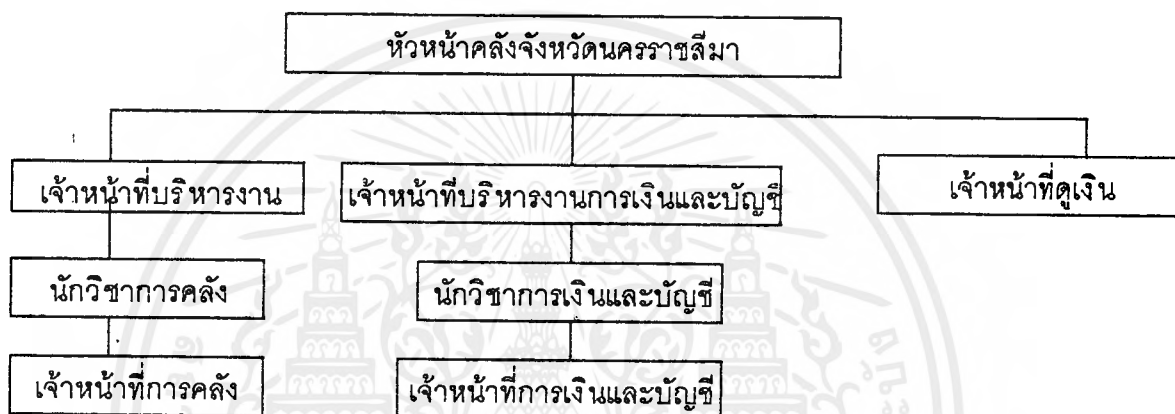 หัวหน้าคลังจังหวัดนครราชสีมา
เจ้าหน้าที่บริหารงาน
เจ้าหน้าที่บริหารงานการเงินและบัญชี
เจ้าหน้าที่ดูเงิน
นักวิชาการคลัง
นักวิชาการเงินและบัญชี
เจ้าหน้าที่การคลัง
เจ้าหน้าที่การเงินและบัญชี